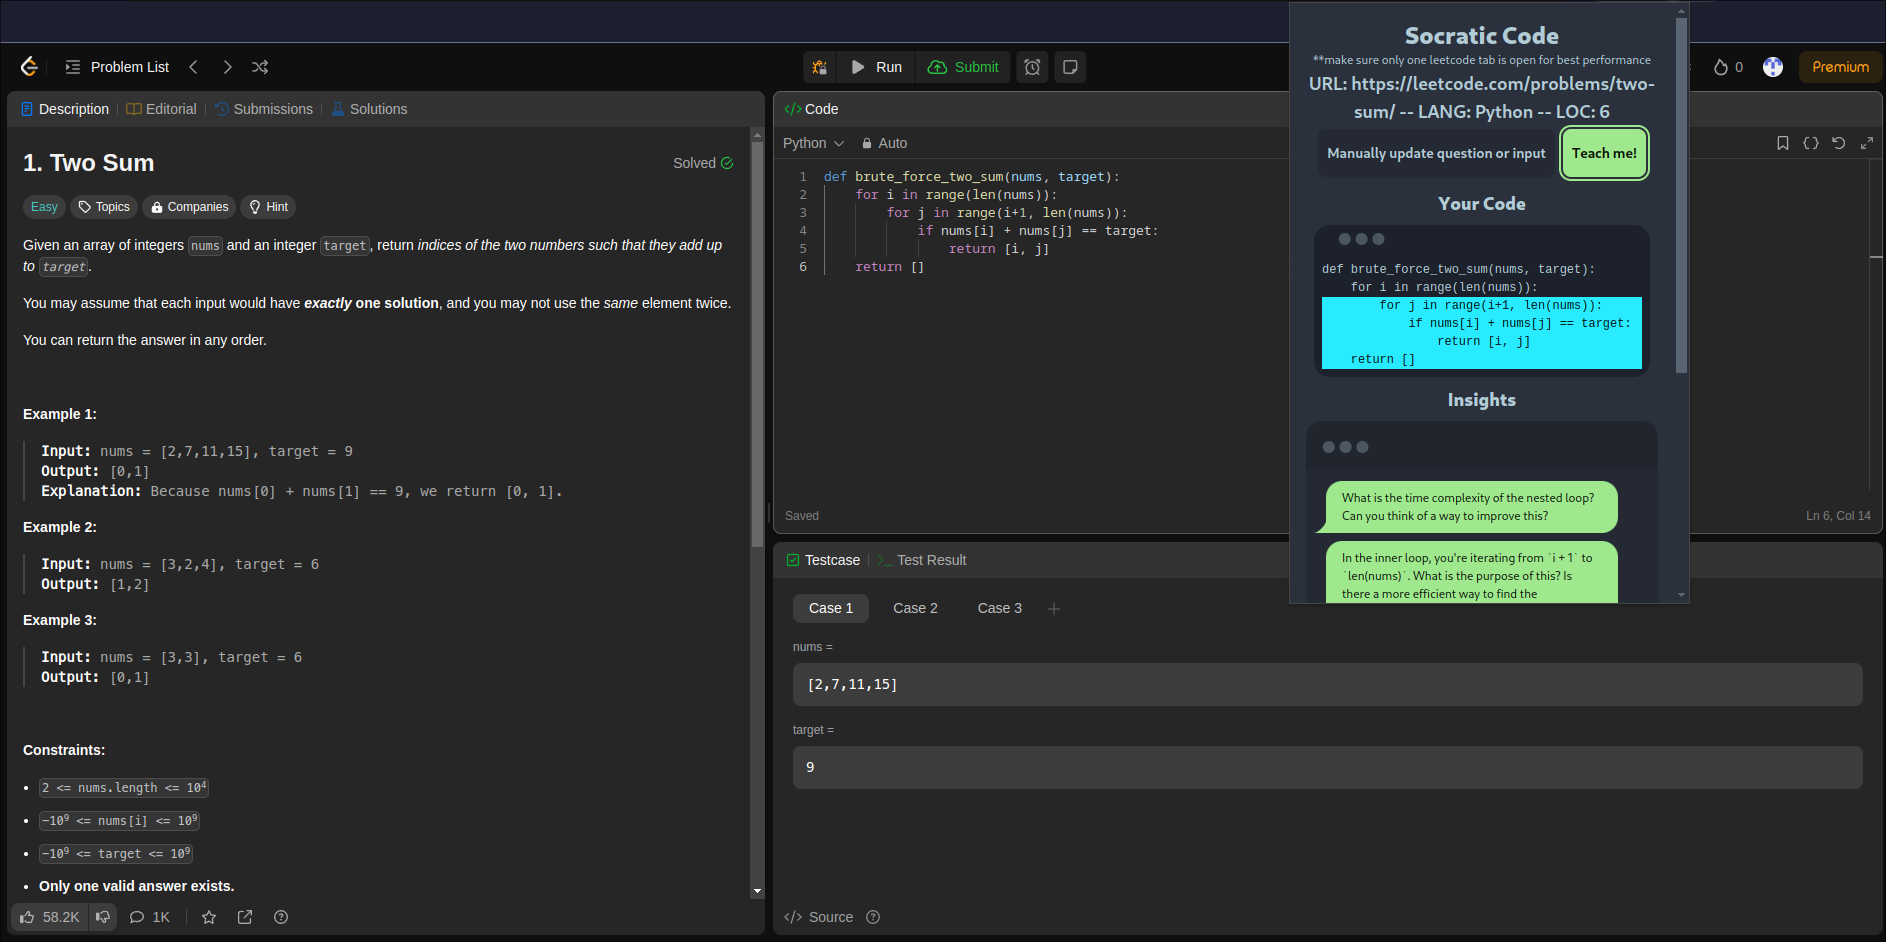 Problem List
Run
Submit
0
Premium
Description
Editorial
Submissions
Solutions
1. Two Sum
Solved
Easy
Topics
Companies
Hint
Given an array of integers nums and an integer target, return indices of the two numbers such that they add up
to target.
You may assume that each input would have exactly one solution, and you may not use the same element twice.
You can return the answer in any order.
Example 1:
Input: nums = [2,7,11,15], target = 9
Output: [0,1]
Explanation: Because nums[0] + nums[1] == 9, we return [0, 1].
Example 2:
Input: nums = [3,2,4], target = 6
Output: [1,2]
Example 3:
Input: nums = [3,3], target = 6
Output: [0,1]
Constraints:
• 2 <= nums.length <= 10⁴
• -10⁹ <= nums[i] <= 10⁹
• -10⁹ <= target <= 10⁹
• Only one valid answer exists.
58.2K
1K
</> Code
Python
Auto
1 def brute_force_two_sum(nums, target):
2     for i in range(len(nums)):
3         for j in range(i+1, len(nums)):
4             if nums[i] + nums[j] == target:
5                 return [i, j]
6     return []
Saved
Ln 6, Col 14
Testcase
Test Result
Case 1
Case 2
Case 3
nums =
[2,7,11,15]
target =
9
</> Source
Socratic Code
**make sure only one leetcode tab is open for best performance
URL: https://leetcode.com/problems/two-
sum/ -- LANG: Python -- LOC: 6
Manually update question or input
Teach me!
Your Code
def brute_force_two_sum(nums, target):
    for i in range(len(nums)):
        for j in range(i+1, len(nums)):
            if nums[i] + nums[j] == target:
                return [i, j]
    return []
Insights
What is the time complexity of the nested loop?
Can you think of a way to improve this?
In the inner loop, you're iterating from `i + 1` to
`len(nums)`. What is the purpose of this? Is
there a more efficient way to find the